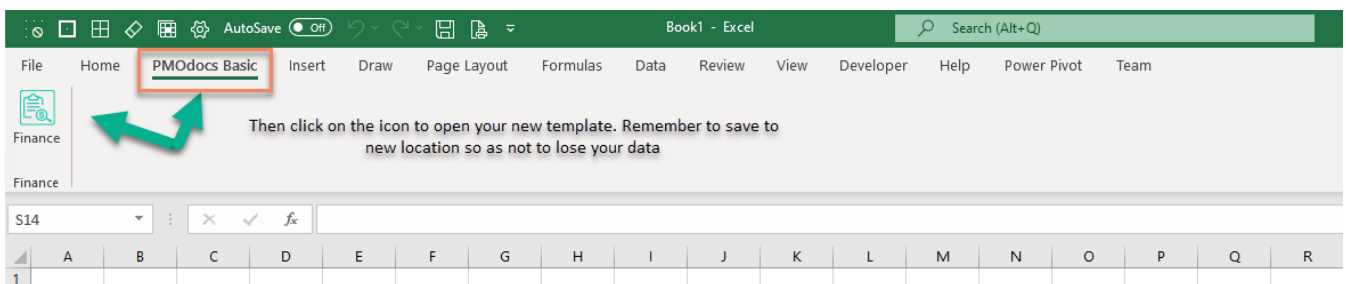 AutoSave Off Book1 - Excel Search (Alt+Q)
File Home PMOdocs Basic Insert Draw Page Layout Formulas Data Review View Developer Help Power Pivot Team
Then click on the icon to open your new template. Remember to save to
Finance
new location so as not to lose your data
Finance
S14 fx
A B C D E F G H I J K L M N O P Q R
1